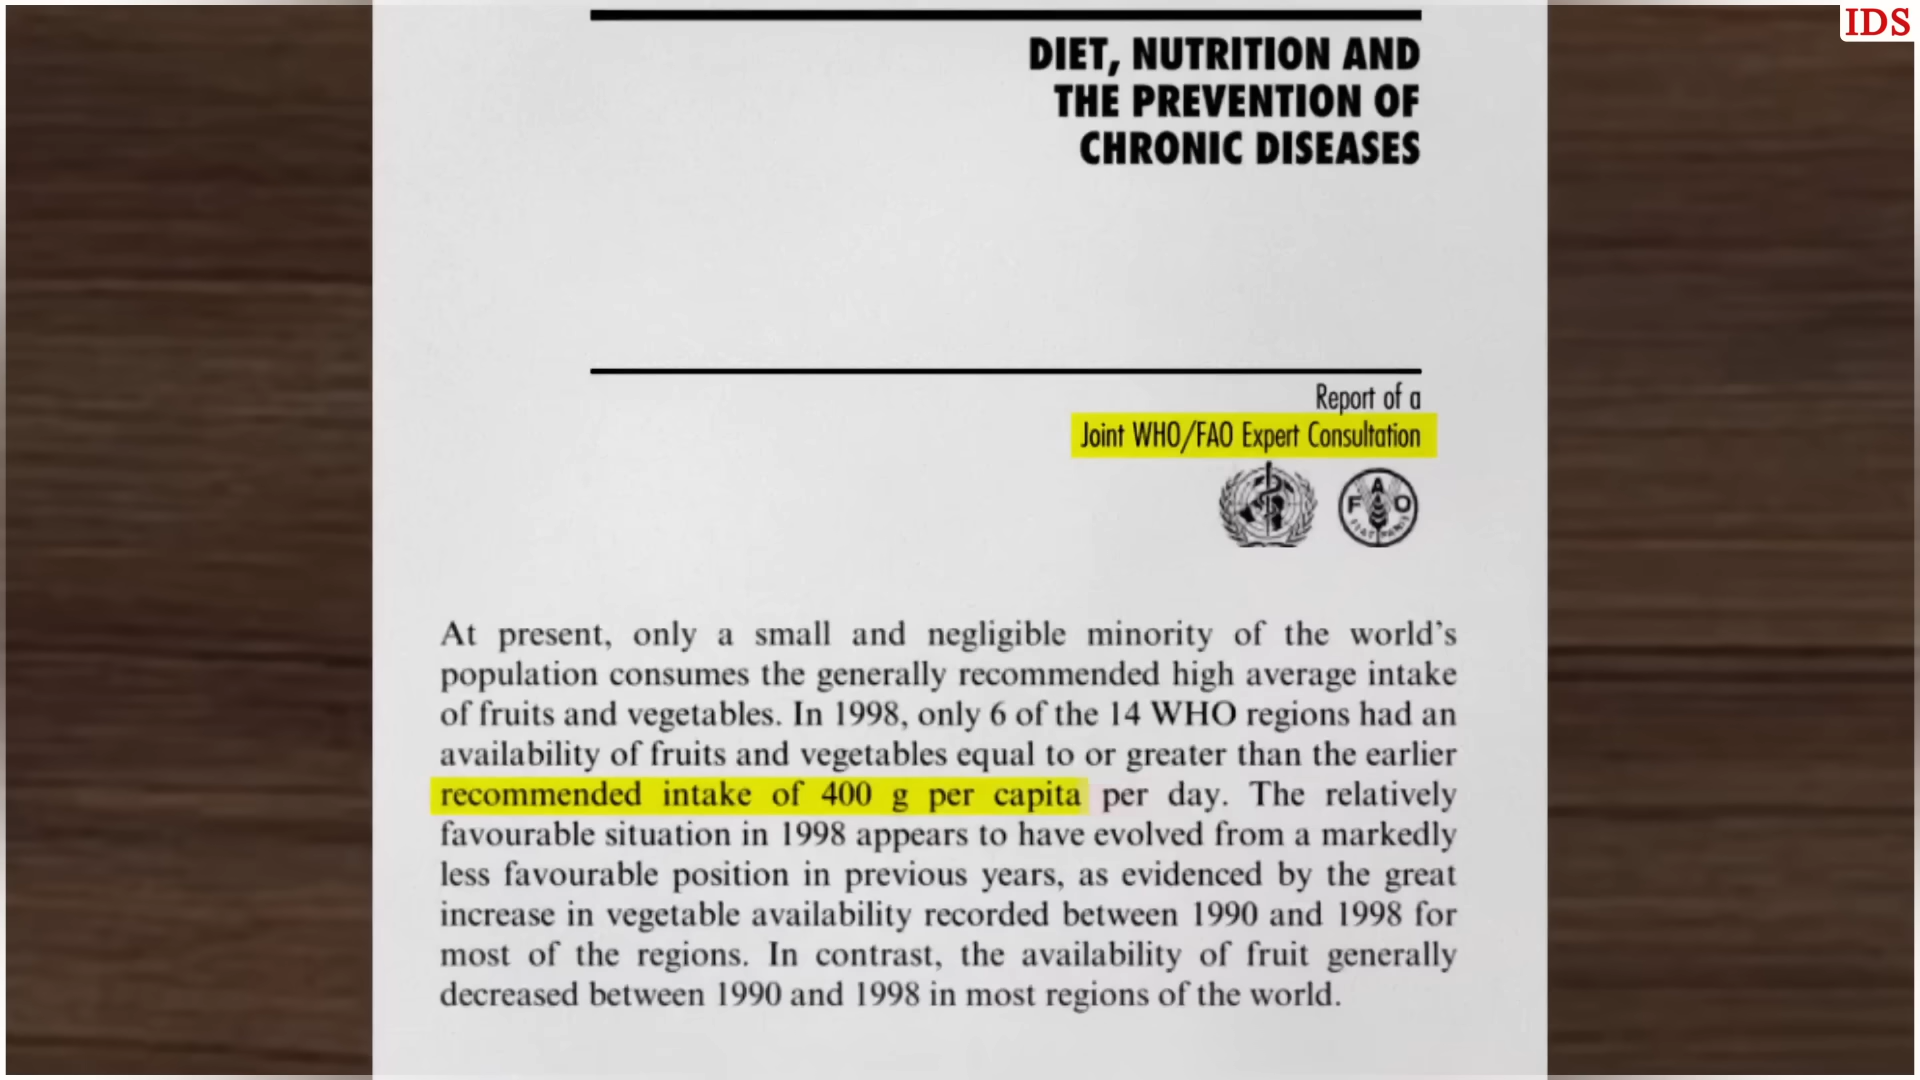 IDS
DIET, NUTRITION AND
THE PREVENTION OF
CHRONIC DISEASES
Report of a
Joint WHO/FAO Expert Consultation
F A O
At present, only a small and negligible minority of the world's
population consumes the generally recommended high average intake
of fruits and vegetables. In 1998, only 6 of the 14 WHO regions had an
availability of fruits and vegetables equal to or greater than the earlier
recommended intake of 400 g per capita per day. The relatively
favourable situation in 1998 appears to have evolved from a markedly
less favourable position in previous years, as evidenced by the great
increase in vegetable availability recorded between 1990 and 1998 for
most of the regions. In contrast, the availability of fruit generally
decreased between 1990 and 1998 in most regions of the world.